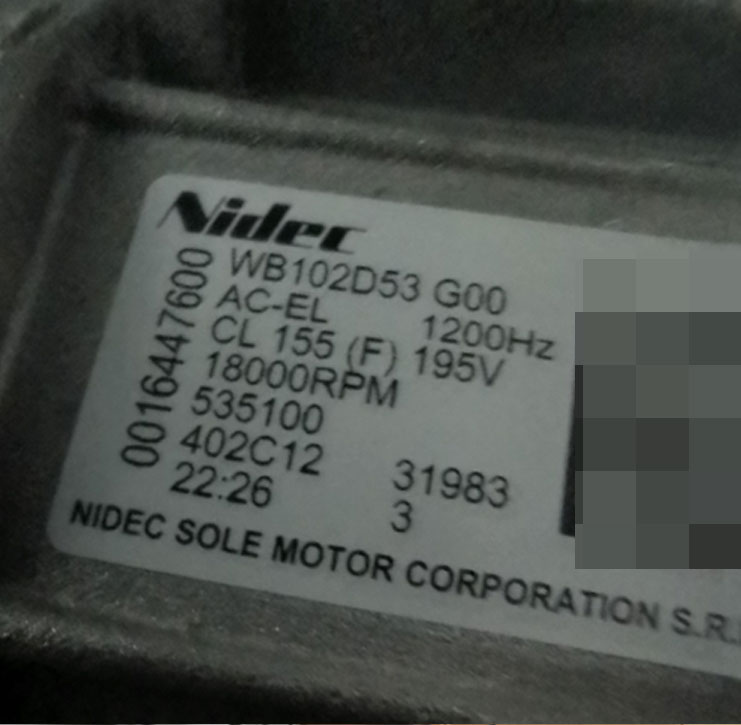 Nidec
0016447600
WB102D53 G00
AC-EL 1200Hz
CL 155 (F) 195V
18000RPM
535100
402C12 31983
22:26 3
NIDEC SOLE MOTOR CORPORATION S.R.